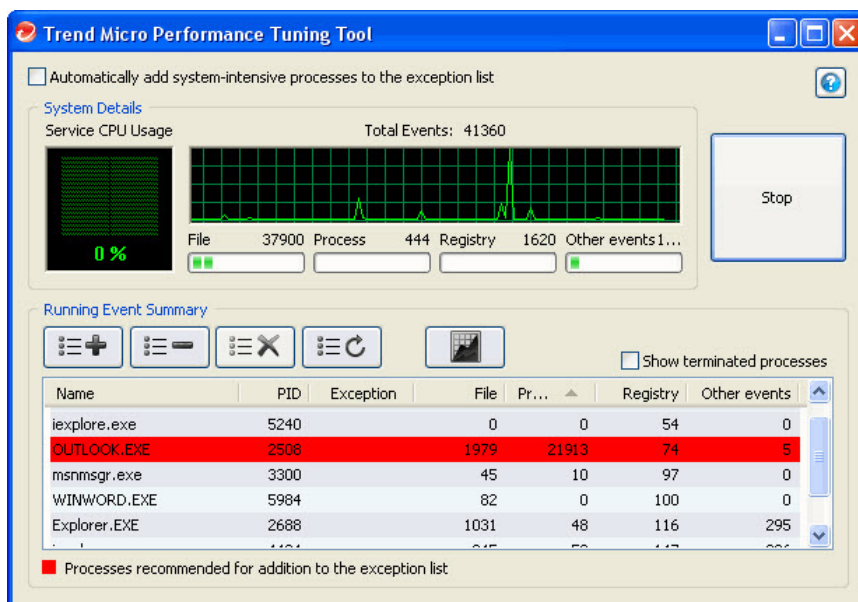 Trend Micro Performance Tuning Tool
Automatically add system-intensive processes to the exception list
System Details
Service CPU Usage
Total Events: 41360
Stop
0 %
File 37900 Process 444 Registry 1620 Other events1...
Running Event Summary
Show terminated processes
Name PID Exception File Pr... Registry Other events
iexplore.exe 5240 0 0 54 0
OUTLOOK.EXE 2508 1979 21913 74 5
msnmsgr.exe 3300 45 10 97 0
WINWORD.EXE 5984 82 0 100 0
Explorer.EXE 2688 1031 48 116 295
Processes recommended for addition to the exception list